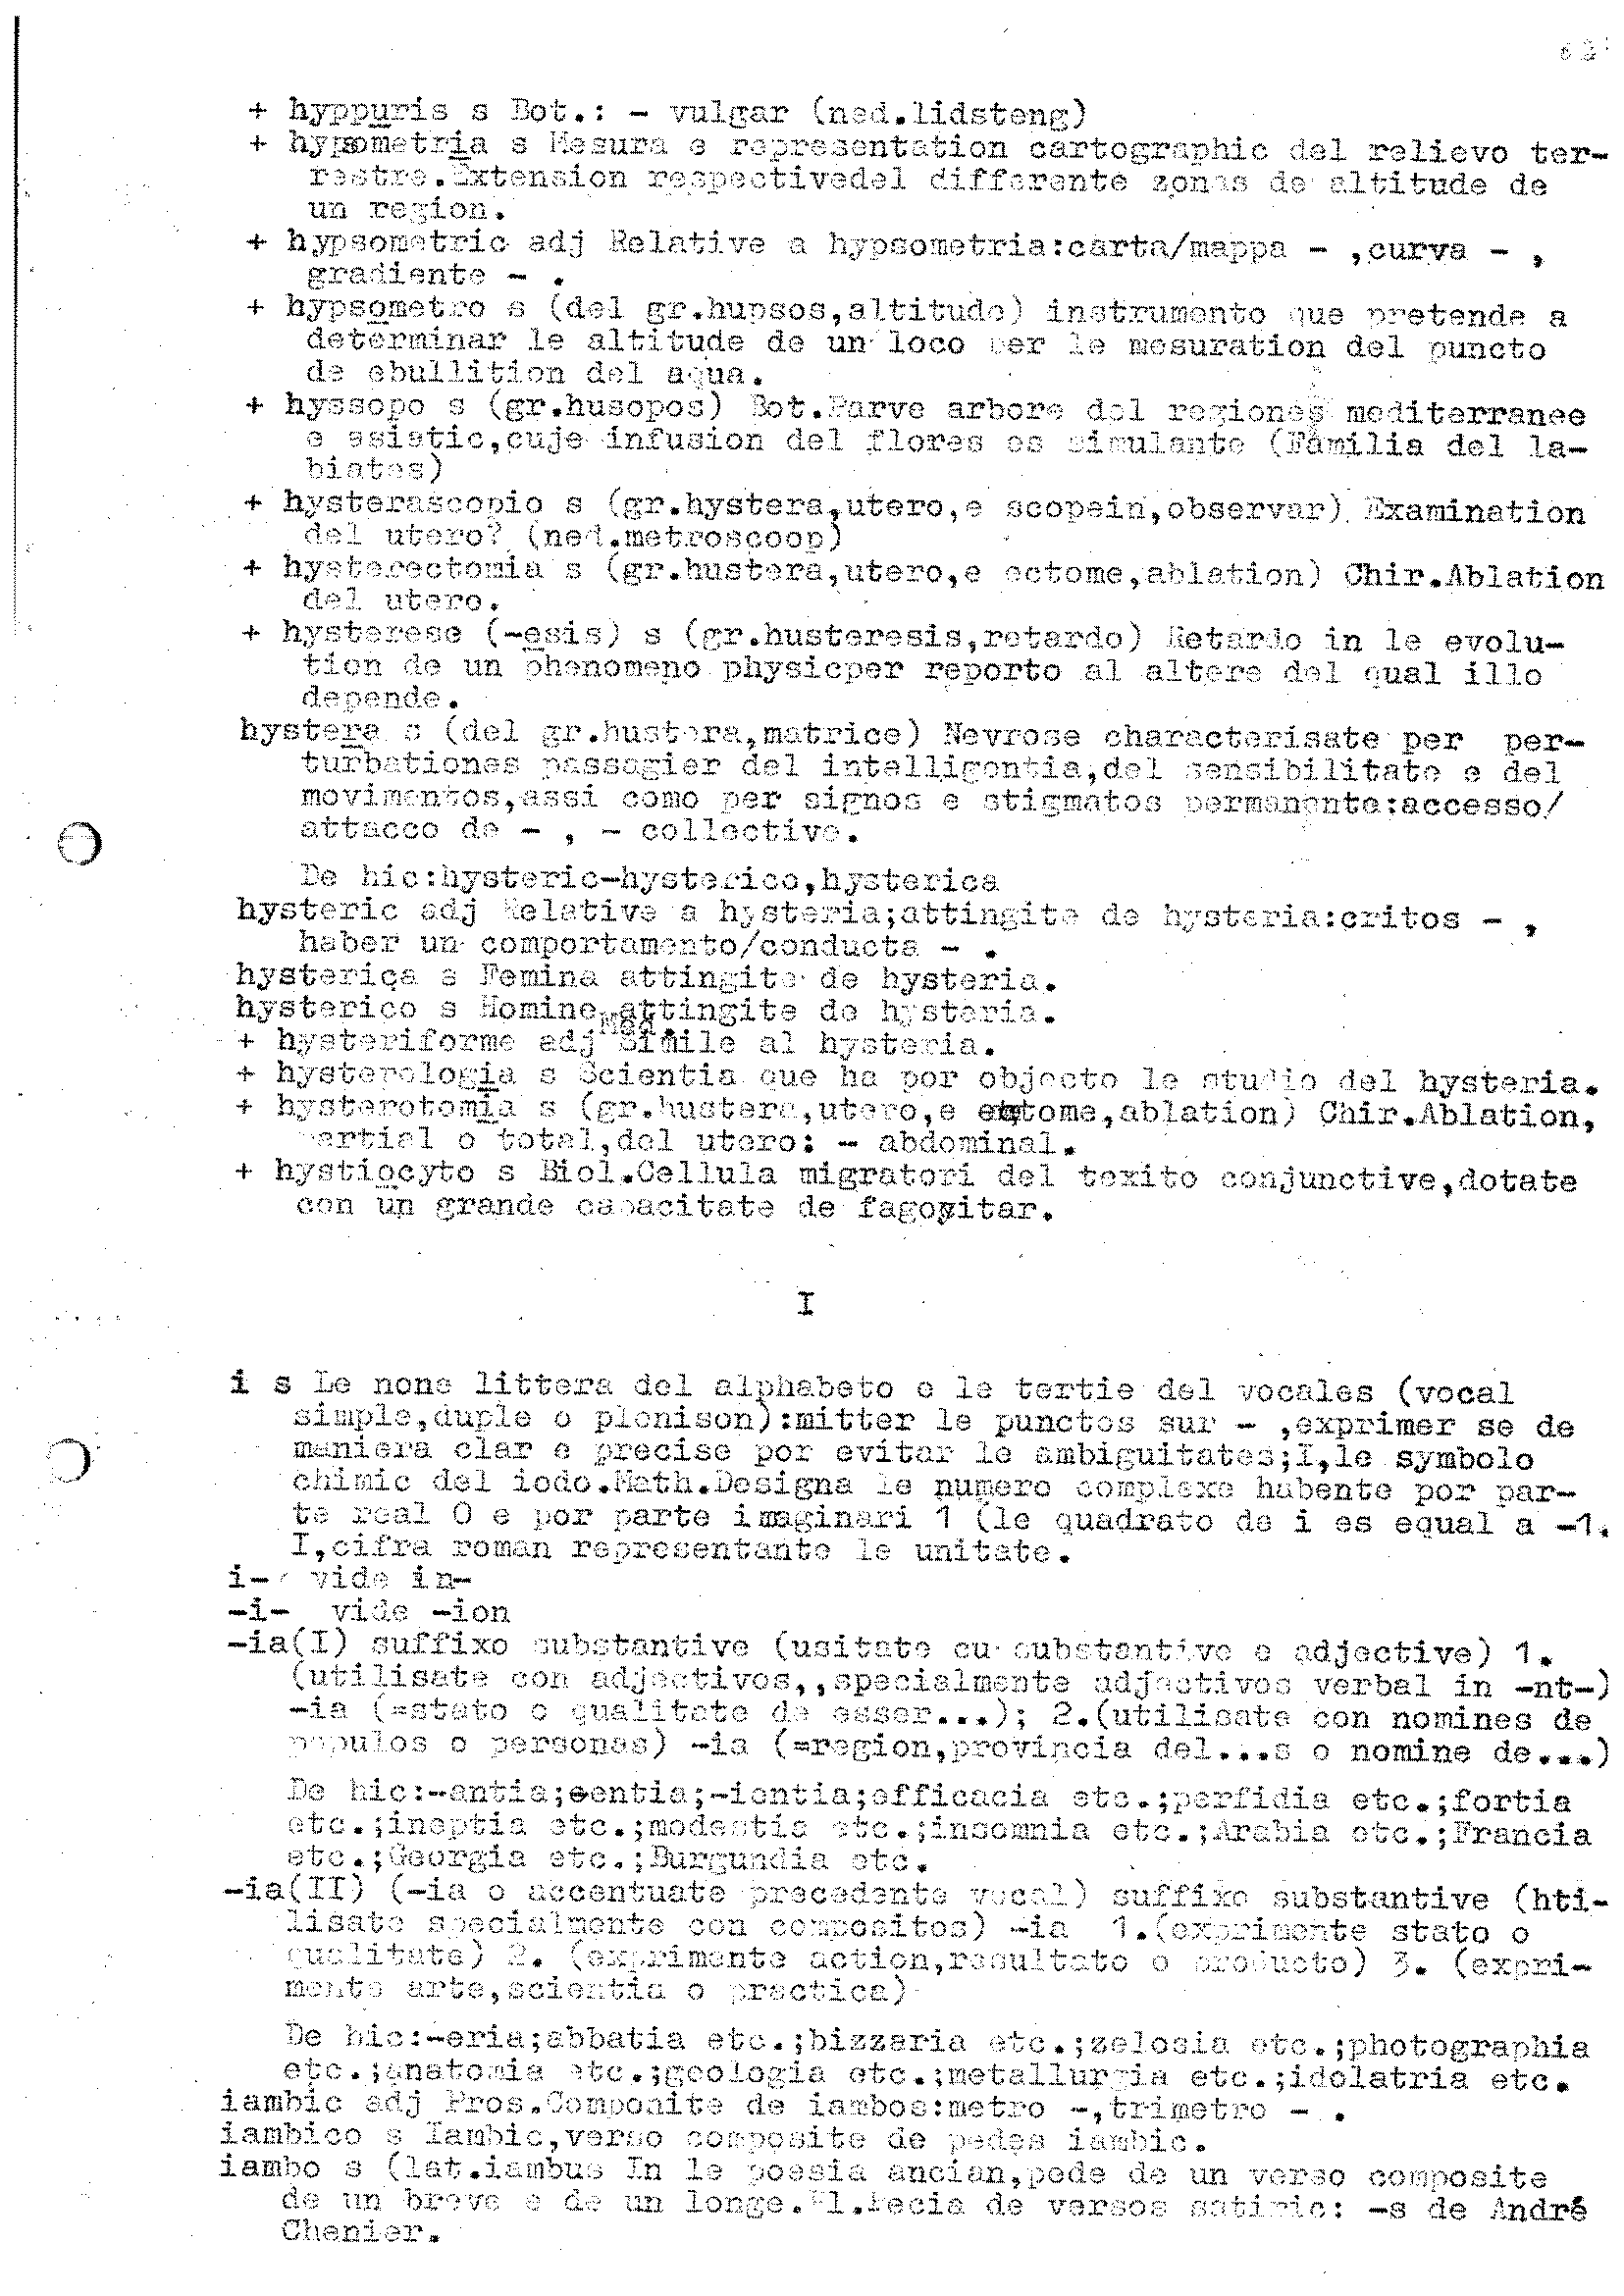 + hyppuris s Bot.: - vulgar (ned.lidsteng)
+ hypsometria s Mesura e representation cartographic del relievo ter-
restre.Extension respectivedel differente zonas de altitude de
un region.
+ hypsometric adj Relative a hypsometria:carta/mappa - ,curva - ,
gradiente - .
+ hypsometro s (del gr.hupsos,altitude) instrumento que pretende a
determinar le altitude de un loco per le mesuration del puncto
de ebullition del aqua.
+ hyssopo s (gr.husopos) Bot.Parve arbore del regiones mediterranee
e asiatic,cuje infusion del flores es simulante (Familia del la-
biates)
+ hysterascopio s (gr.hystera,utero,e scopein,observar) Examination
del utero? (ned.metroscoop)
+ hysterectomia s (gr.hustera,utero,e ectome,ablation) Chir.Ablation
del utero.
+ hysterese (-esis) s (gr.husteresis,retardo) Retardo in le evolu-
tion de un phenomeno physicper reporto al altere del qual illo
depende.
hystera s (del gr.hustera,matrice) Nevrose characterisate per per-
turbationes passagier del intelligentia,del sensibilitate e del
movimentos,assi como per signos e stigmatos permanente:accesso/
attacco de - , - collective.
De hic:hysteric-hysterico,hysterica
hysteric adj Relative a hysteria;attingite de hysteria:critos - ,
haber un comportamento/conducta - .
hysterica s Femina attingite de hysteria.
hysterico s Homine attingite de hysteria.
+ hysteriforme adj Med. Simile al hysteria.
+ hysterologia s Scientia que ha por objecto le studio del hysteria.
+ hysterotomia s (gr.hustera,utero,e ectome,ablation) Chir.Ablation,
partial o total,del utero: - abdominal.
+ hystiocyto s Biol.Cellula migratori del texito conjunctive,dotate
con un grande capacitate de fagocitar.
I
i s Le none littera del alphabeto e le tertie del vocales (vocal
simple,duple o plenison):mitter le punctos sur - ,exprimer se de
maniera clar e precise por evitar le ambiguitates;I,le symbolo
chimic del iodo.Math.Designa le numero complexe habente por par-
te real O e por parte imaginari 1 (le quadrato de i es equal a -1.
I,cifra roman representante le unitate.
i- vide in-
-i- vide -ion
-ia(I) suffixo substantive (usitate cu substantivo e adjective) 1.
(utilisate con adjectivos,,specialmente adjectivos verbal in -nt-)
-ia (=stato o qualitate de esser...); 2.(utilisate con nomines de
populos o personas) -ia (=region,provincia del...s o nomine de...)
De hic:-antia;eentia;-ientia;efficacia etc.;perfidia etc.;fortia
etc.;ineptia etc.;modestia etc.;insomnia etc.;Arabia etc.;Francia
etc.;Georgia etc.;Burgundia etc.
-ia(II) (-ia o accentuate precedente vocal) suffixo substantive (hti-
lisate specialmente con compositos) -ia 1.(exprimente stato o
qualitate) 2. (exprimente action,resultato o producto) 3. (expri-
mente arte,scientia o practica)
De hic:-eria;abbatia etc.;bizzaria etc.;zelosia etc.;photographia
etc.;anatomia etc.;geologia etc.;metallurgia etc.;idolatria etc.
iambic adj Pros.Composite de iambos:metro -,trimetro - .
iambico s Iambic,verso composite de pedes iambic.
iambo s (lat.iambus In le poesia ancian,pede de un verso composite
de un breve e de un longe.Pl.Pecia de versos satiric: -s de André
Chenier.